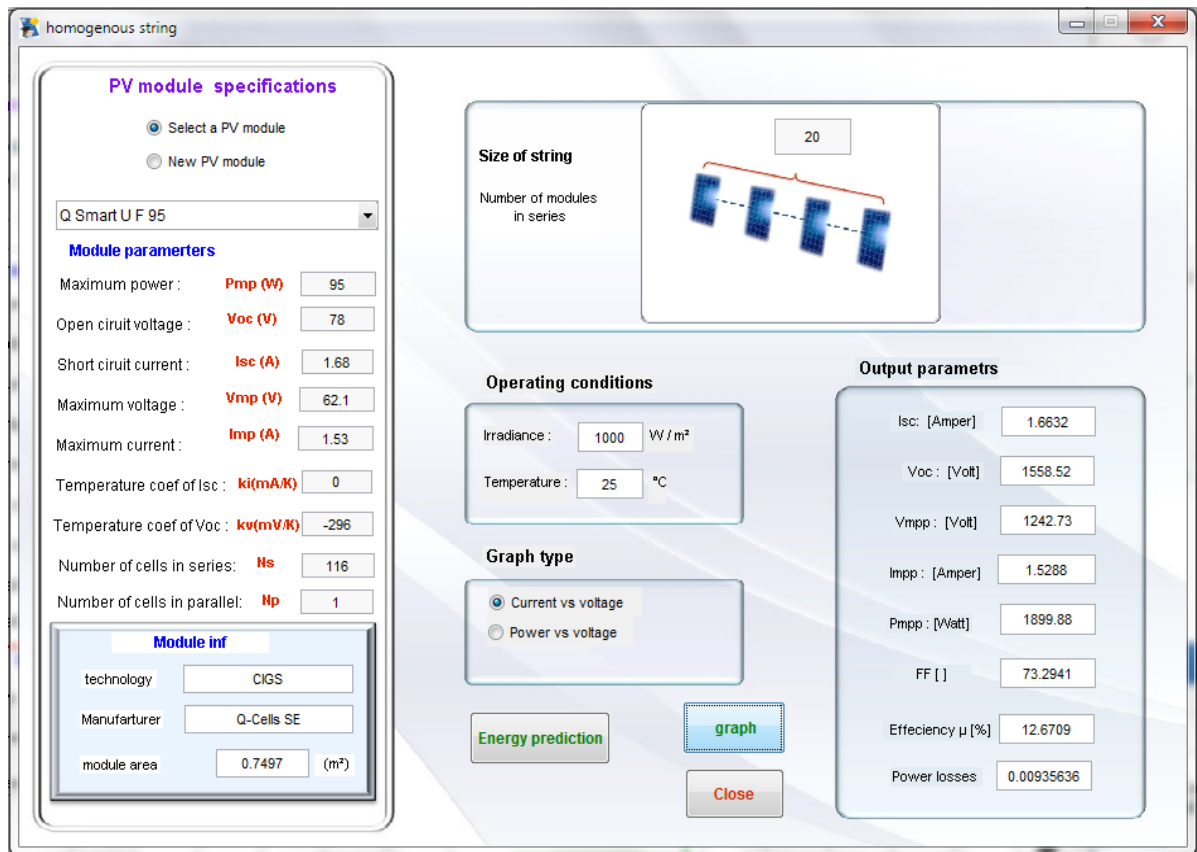 homogenous string
PV module specifications
Select a PV module
New PV module
Q Smart U F 95
Module paramerters
Maximum power : Pmp (W) 95
Open ciruit voltage : Voc (V) 78
Short ciruit current : Isc (A) 1.68
Maximum voltage : Vmp (V) 62.1
Maximum current : Imp (A) 1.53
Temperature coef of Isc : ki(mA/K) 0
Temperature coef of Voc : kv(mV/K) -296
Number of cells in series: Ns 116
Number of cells in parallel: Np 1
Module inf
technology CIGS
Manufarturer Q-Cells SE
module area 0.7497 (m²)
Size of string
Number of modules
in series
20
Operating conditions
Irradiance : 1000 W / m²
Temperature : 25 °C
Graph type
Current vs voltage
Power vs voltage
Energy prediction
graph
Close
Output parametrs
Isc: [Amper] 1.6632
Voc : [Volt] 1558.52
Vmpp : [Volt] 1242.73
Impp : [Amper] 1.5288
Pmpp : [Watt] 1899.88
FF [ ] 73.2941
Effeciency µ [%] 12.6709
Power losses 0.00935636